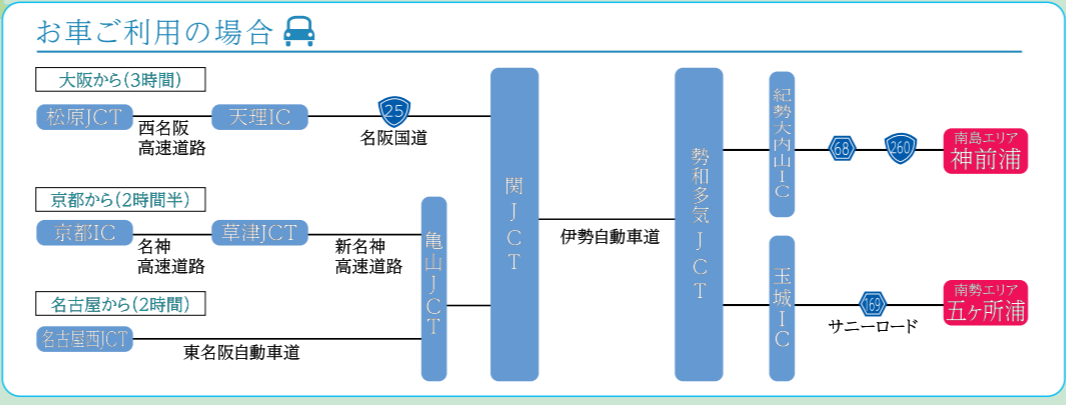 お車ご利用の場合
大阪から(3時間)
松原JCT
西名阪
高速道路
天理IC
25
名阪国道
京都から(2時間半)
京都IC
名神
高速道路
草津JCT
新名神
高速道路
名古屋から(2時間)
名古屋西JCT
東名阪自動車道
亀山JCT
関JCT
伊勢自動車道
勢和多気JCT
紀勢大内山IC
68
260
南島エリア
神前浦
玉城IC
169
サニーロード
南勢エリア
五ヶ所浦